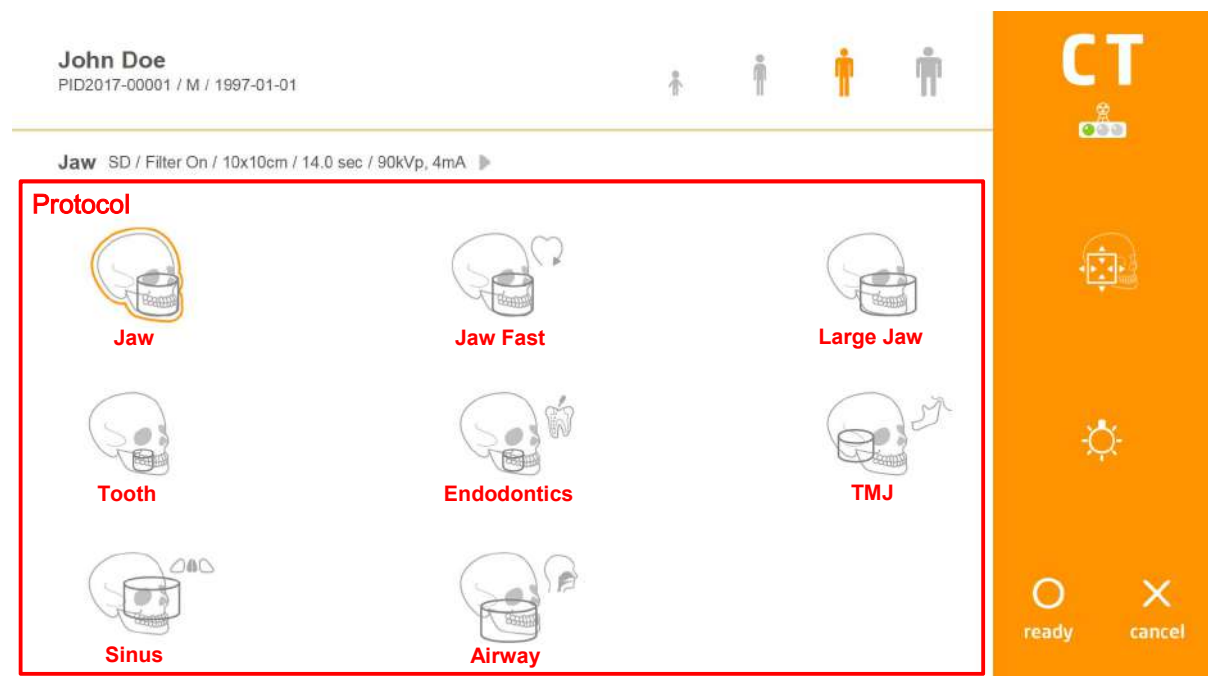 John Doe
PID2017-00001 / M / 1997-01-01
CT
Jaw SD / Filter On / 10x10cm / 14.0 sec / 90kVp, 4mA
Protocol
Jaw
Jaw Fast
Large Jaw
Tooth
Endodontics
TMJ
Sinus
Airway
ready
cancel